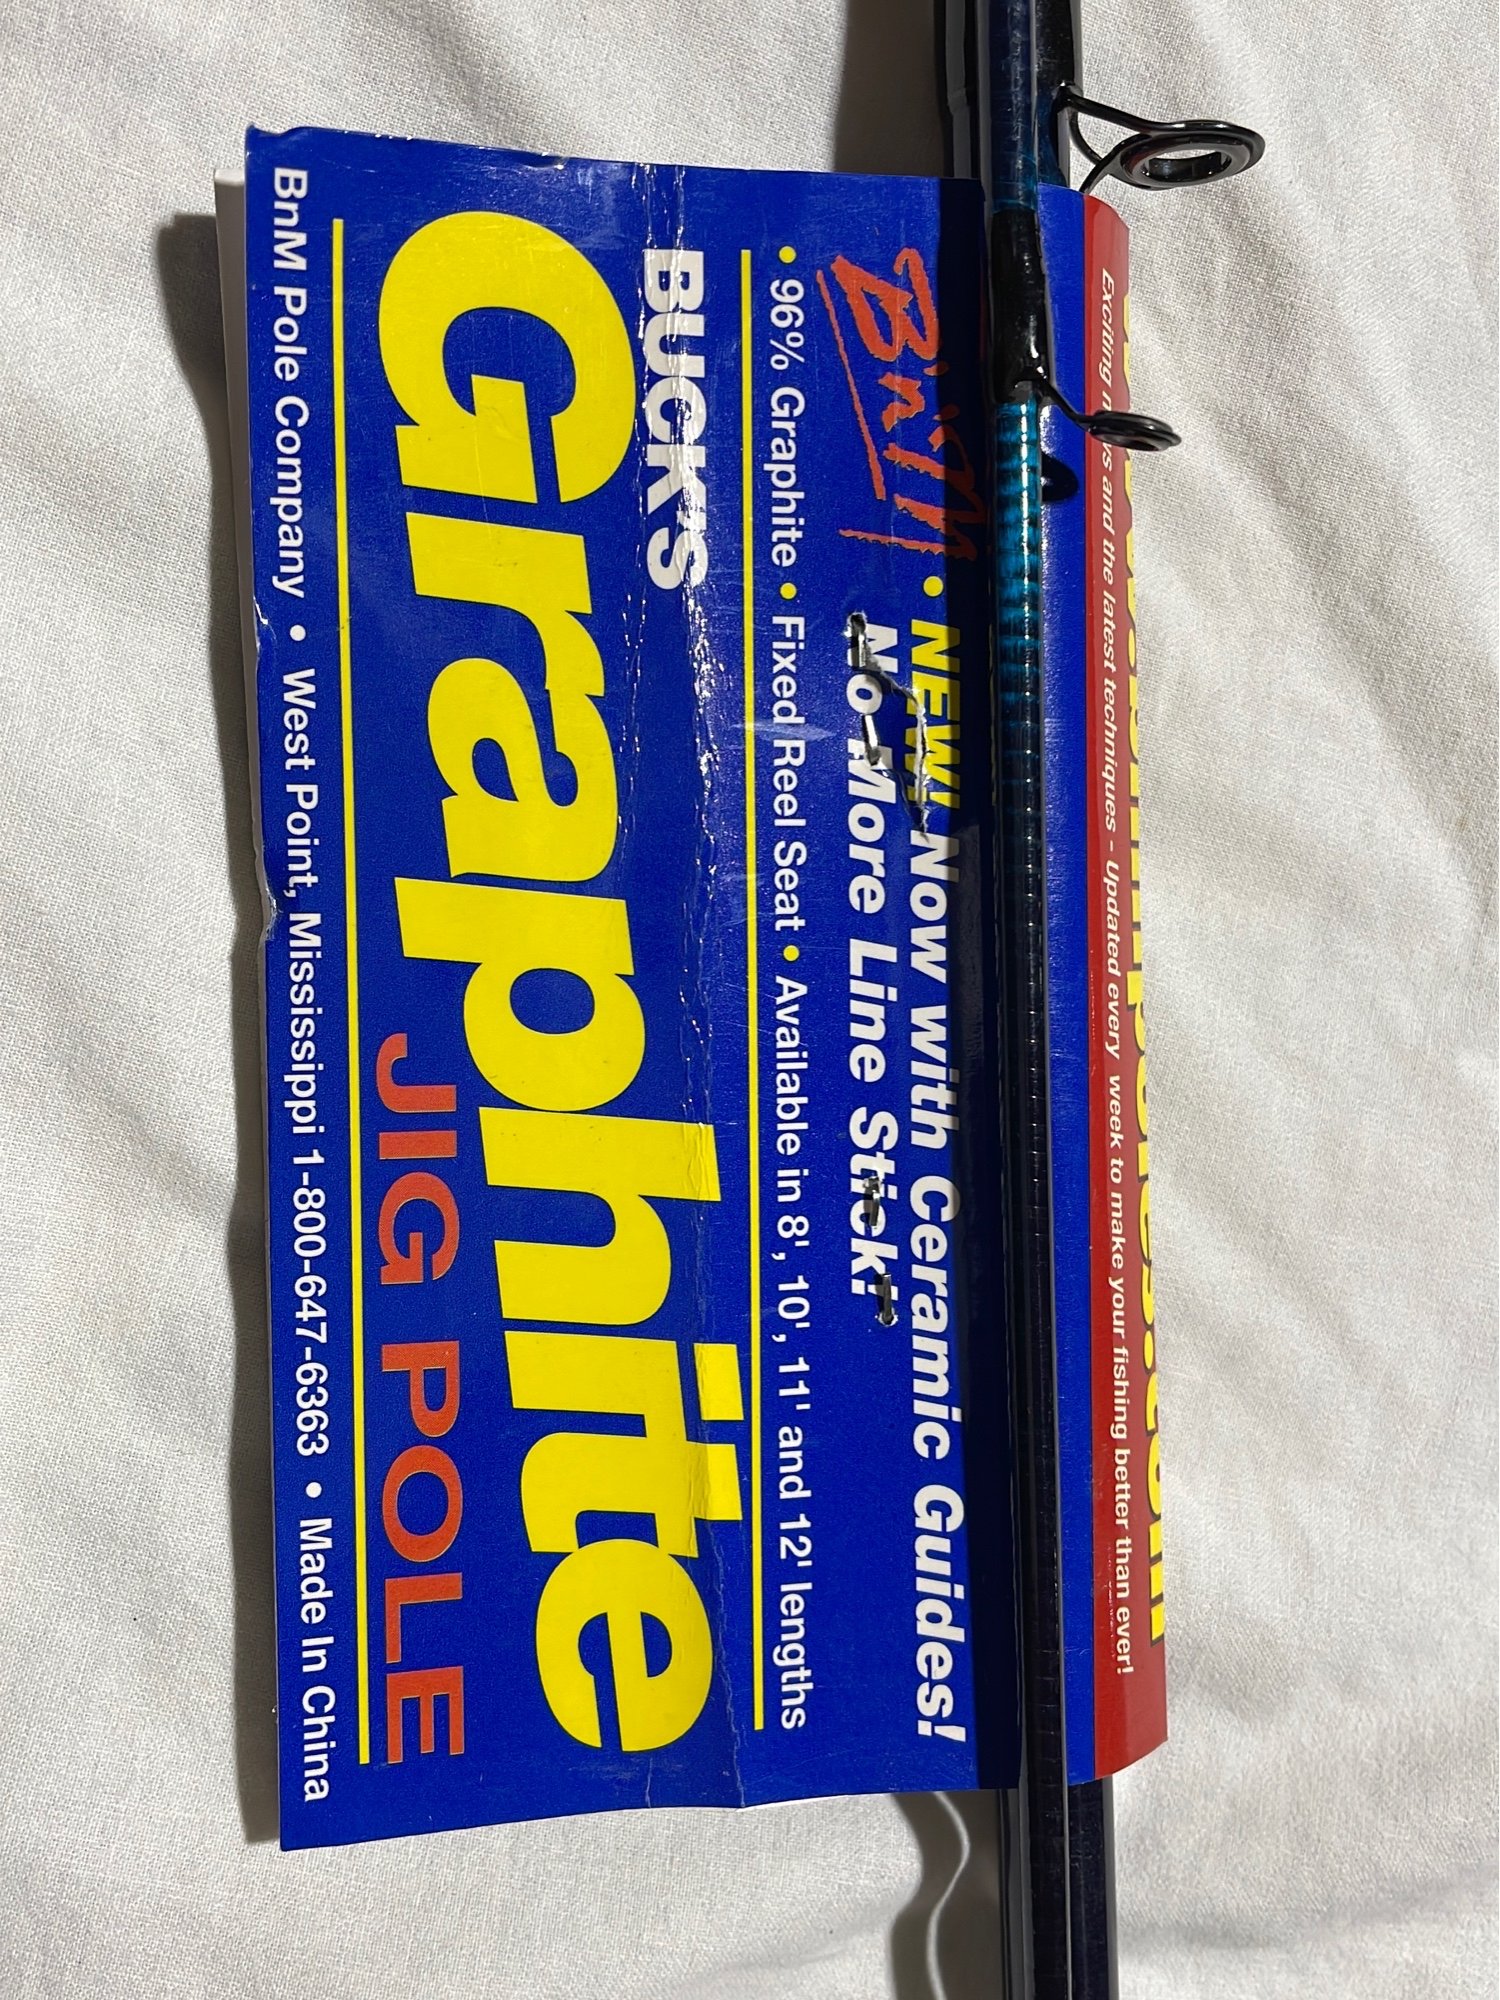 Exciting news and the latest techniques - Updated every week to make your fishing better than ever!
B'n'M
• NEW! Now with Ceramic Guides!
No More Line Stick!
• 96% Graphite • Fixed Reel Seat • Available in 8', 10', 11' and 12' lengths
BUCK'S
Graphite
JIG POLE
BnM Pole Company • West Point, Mississippi 1-800-647-6363 • Made In China